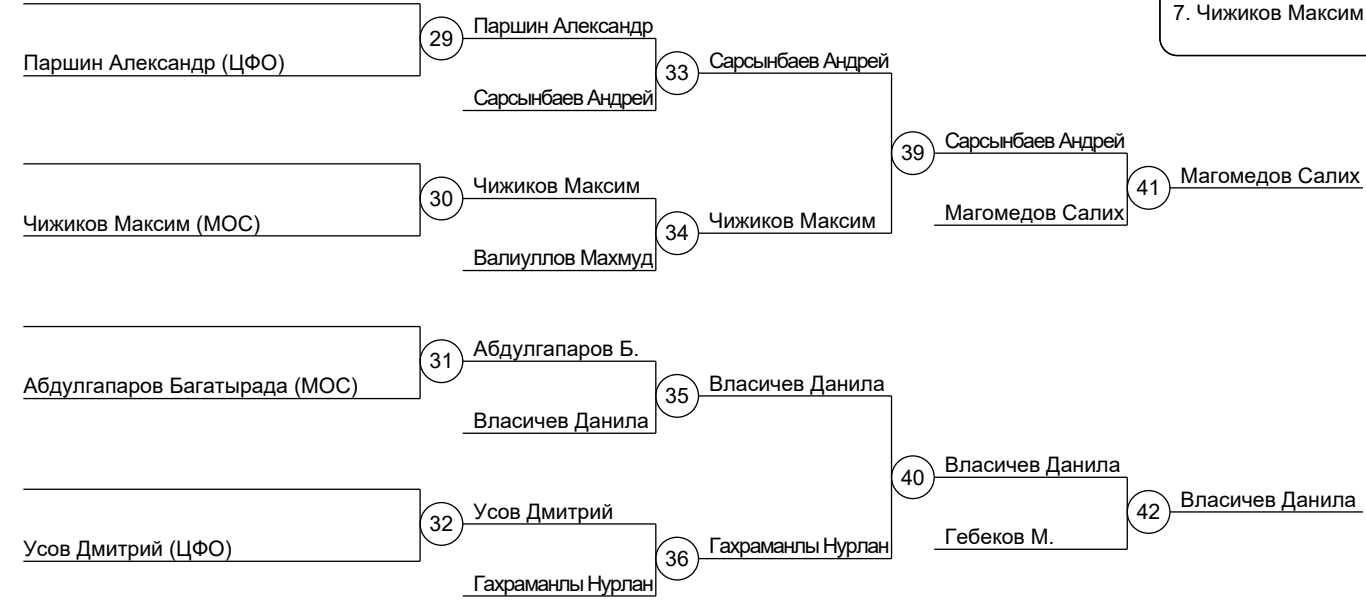 7. Чижиков Максим
Паршин Александр (ЦФО)
29
Паршин Александр
Сарсынбаев Андрей
33
Сарсынбаев Андрей
Чижиков Максим (МОС)
30
Чижиков Максим
Валиуллов Махмуд
34
Чижиков Максим
39
Сарсынбаев Андрей
Магомедов Салих
41
Магомедов Салих
Абдулгапаров Багатырада (МОС)
31
Абдулгапаров Б.
Власичев Данила
35
Власичев Данила
Усов Дмитрий (ЦФО)
32
Усов Дмитрий
Гахраманлы Нурлан
36
Гахраманлы Нурлан
40
Власичев Данила
Гебеков М.
42
Власичев Данила